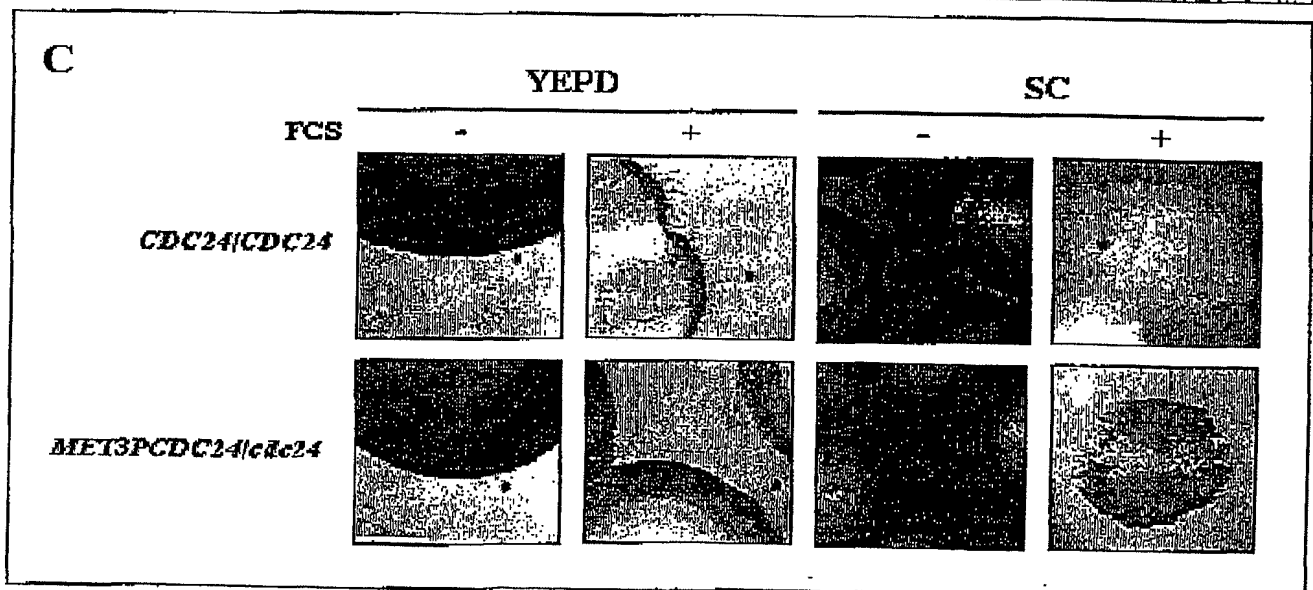 C
YEPD SC
FCS - + - +
CDC24/CDC24
MET3PCDC24/cdc24